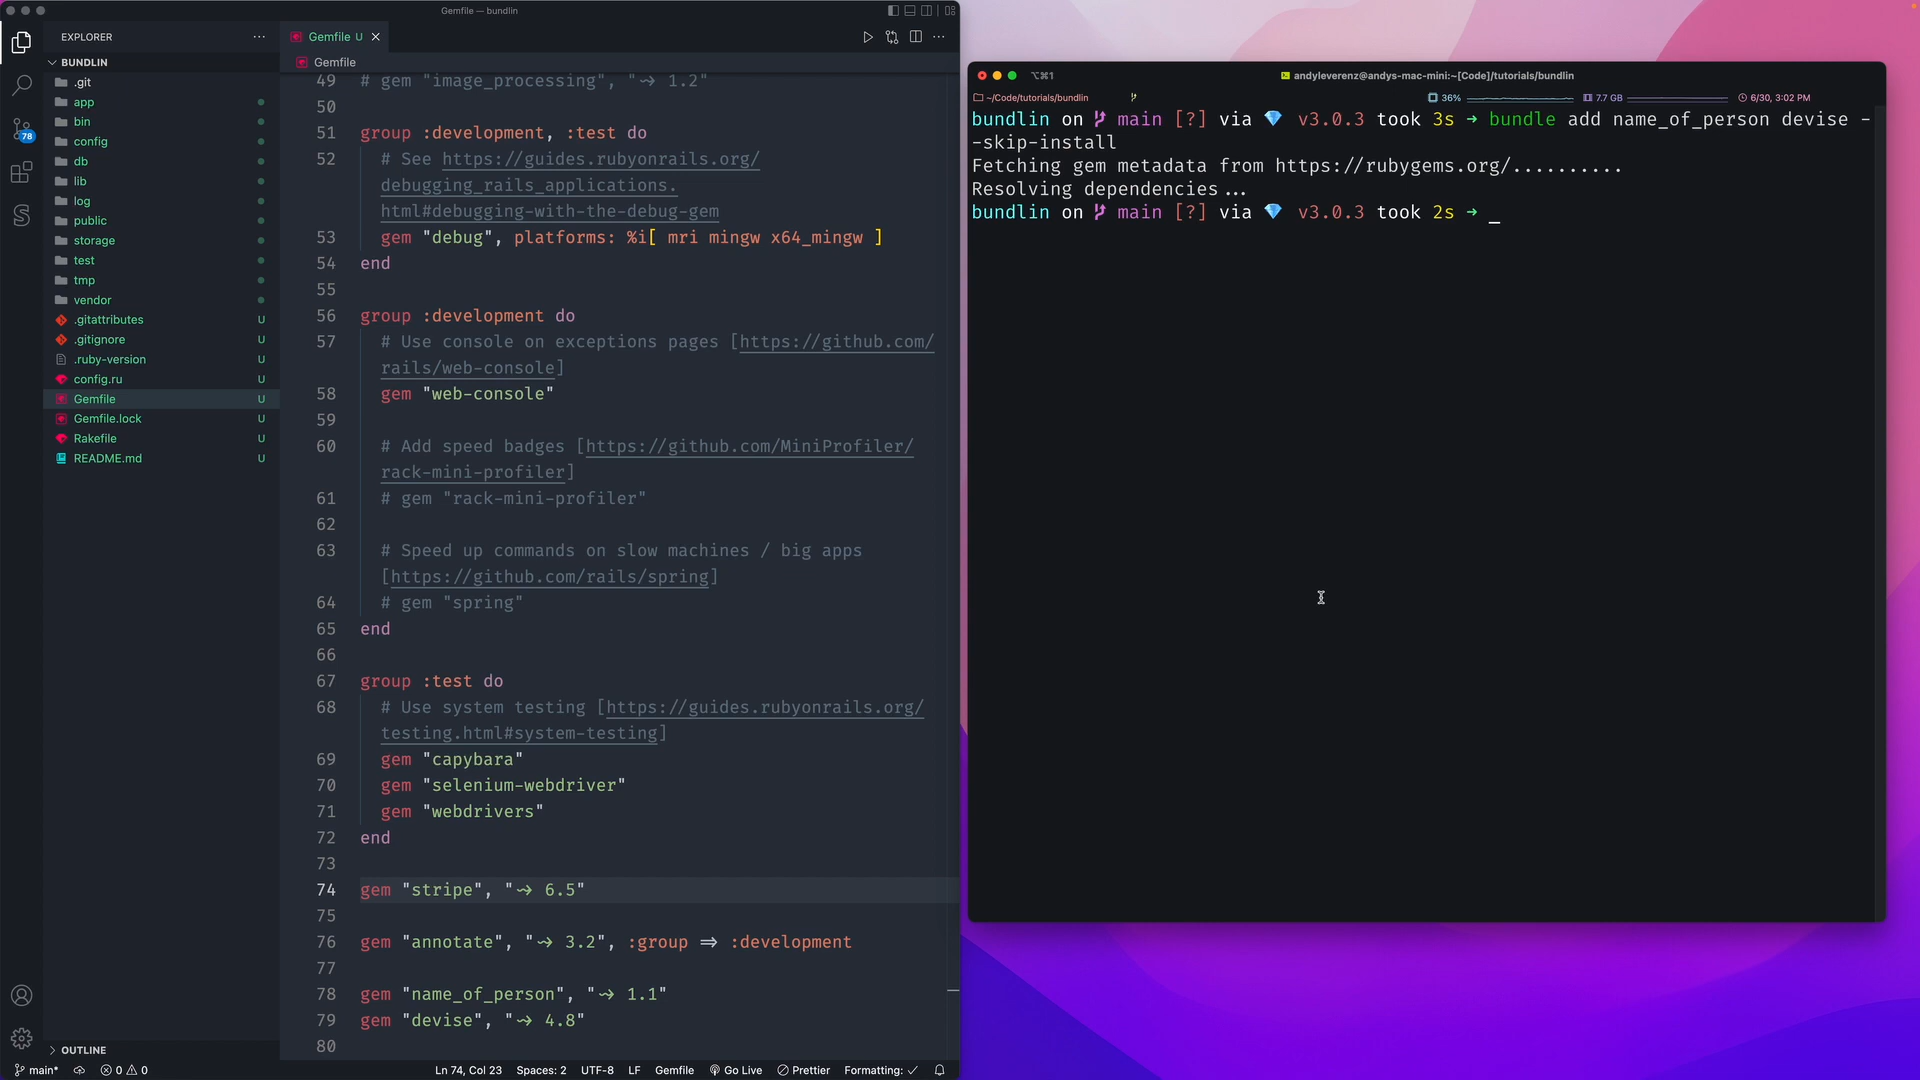 Gemfile — bundlin
EXPLORER
BUNDLIN
.git
app
bin
config
db
lib
log
public
storage
test
tmp
vendor
.gitattributes U
.gitignore U
.ruby-version U
config.ru U
Gemfile U
Gemfile.lock U
Rakefile U
README.md U
OUTLINE
78
Gemfile U
Gemfile
49 # gem "image_processing", "~> 1.2"
50
51 group :development, :test do
52 # See https://guides.rubyonrails.org/
debugging_rails_applications.
html#debugging-with-the-debug-gem
53 gem "debug", platforms: %i[ mri mingw x64_mingw ]
54 end
55
56 group :development do
57 # Use console on exceptions pages [https://github.com/
rails/web-console]
58 gem "web-console"
59
60 # Add speed badges [https://github.com/MiniProfiler/
rack-mini-profiler]
61 # gem "rack-mini-profiler"
62
63 # Speed up commands on slow machines / big apps
[https://github.com/rails/spring]
64 # gem "spring"
65 end
66
67 group :test do
68 # Use system testing [https://guides.rubyonrails.org/
testing.html#system-testing]
69 gem "capybara"
70 gem "selenium-webdriver"
71 gem "webdrivers"
72 end
73
74 gem "stripe", "~> 6.5"
75
76 gem "annotate", "~> 3.2", :group => :development
77
78 gem "name_of_person", "~> 1.1"
79 gem "devise", "~> 4.8"
80
main* 0 0 Ln 74, Col 23 Spaces: 2 UTF-8 LF Gemfile Go Live Prettier Formatting: ✓
⌥⌘1 andyleverenz@andys-mac-mini:~[Code]/tutorials/bundlin
~/Code/tutorials/bundlin 36% 7.7 GB 6/30, 3:02 PM
bundlin on main [?] via 💎 v3.0.3 took 3s → bundle add name_of_person devise -
-skip-install
Fetching gem metadata from https://rubygems.org/..........
Resolving dependencies...
bundlin on main [?] via 💎 v3.0.3 took 2s → _